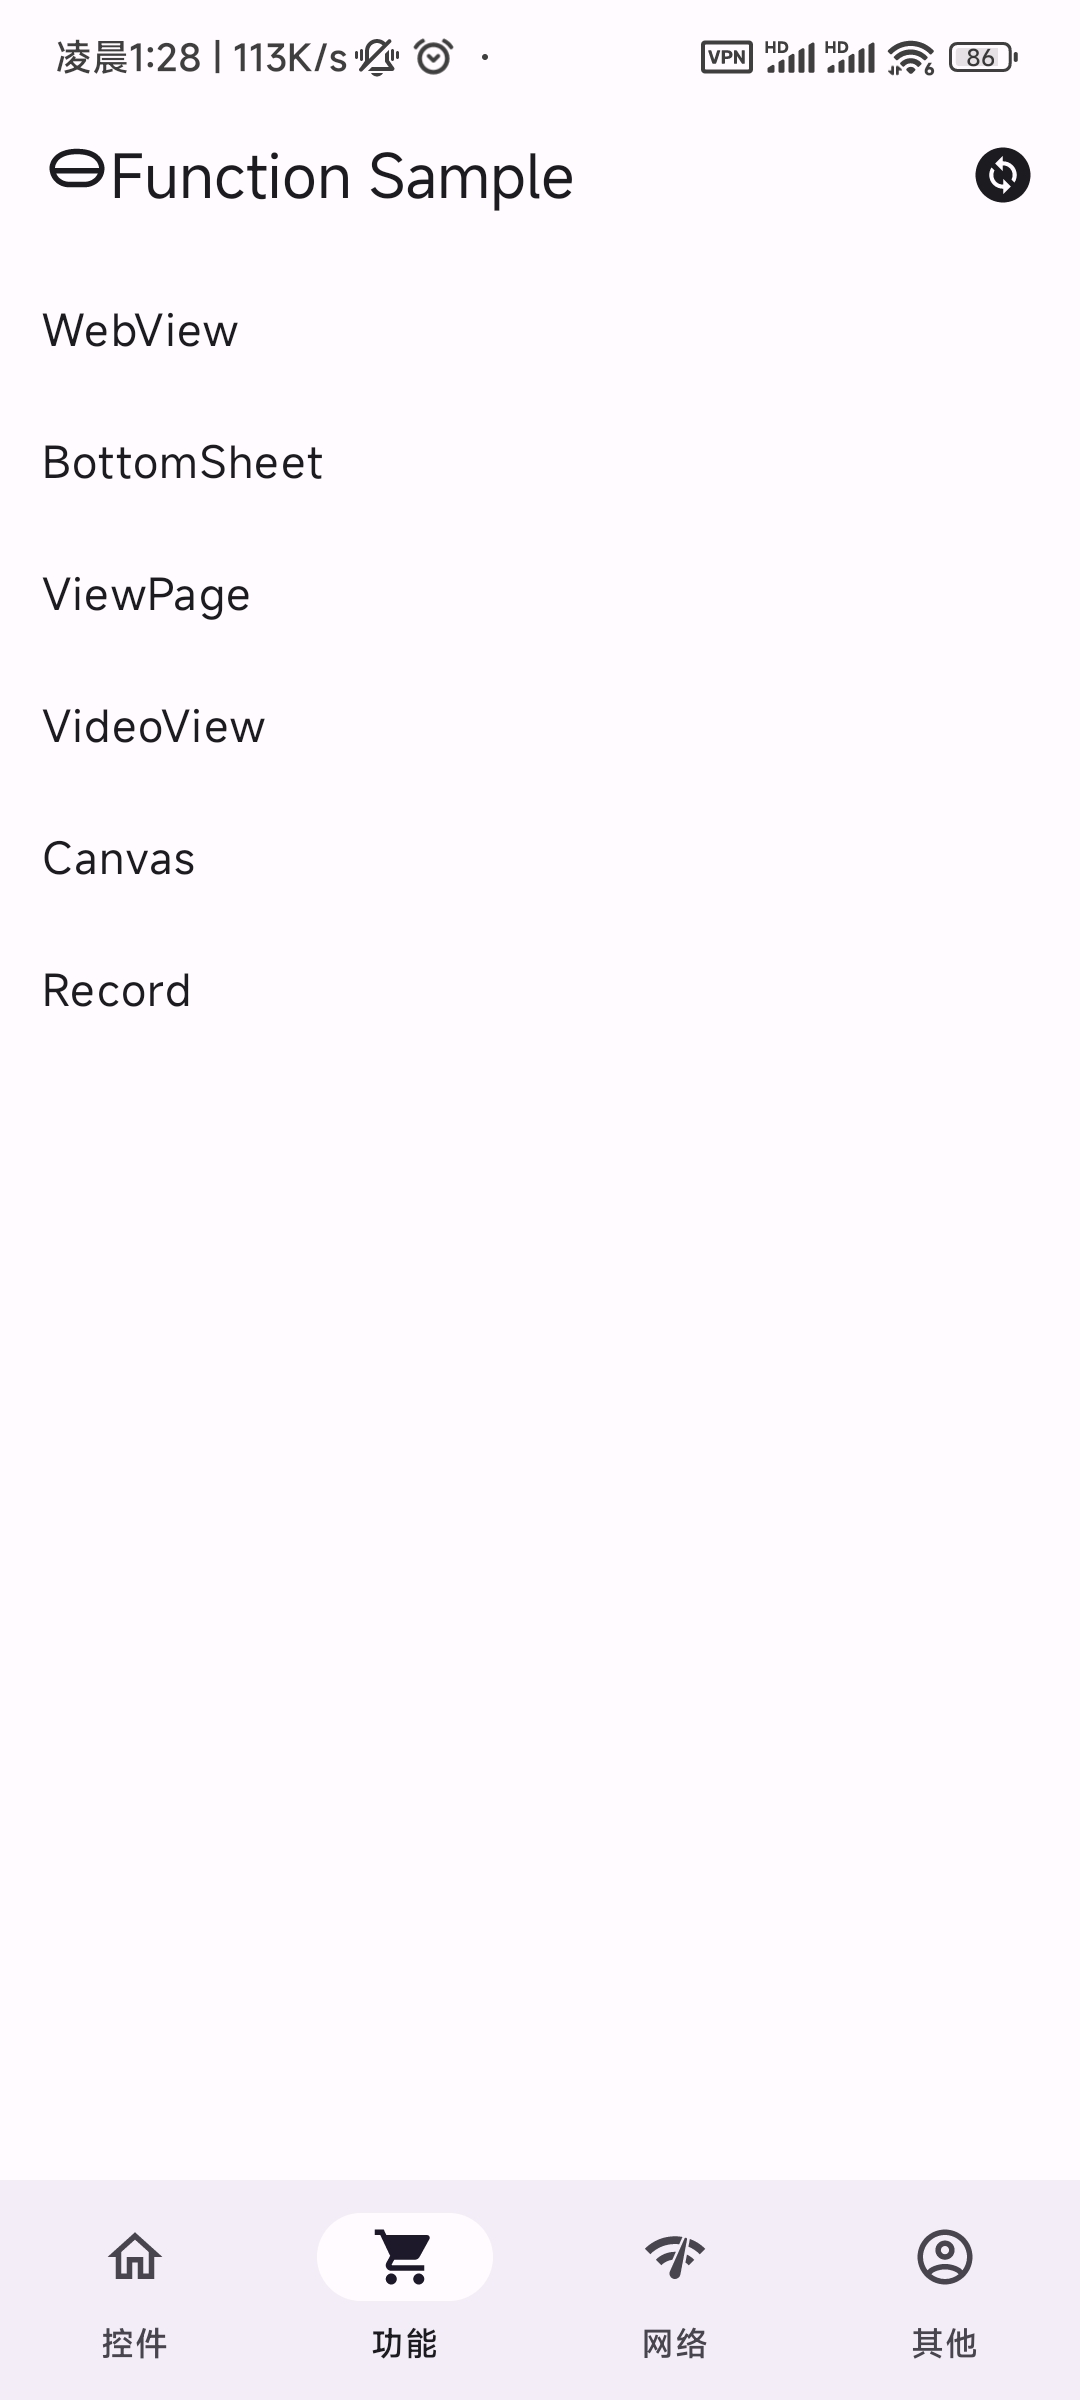 凌晨1:28 | 113K/s VPN HD HD 6 86
Function Sample
WebView
BottomSheet
ViewPage
VideoView
Canvas
Record
控件 功能 网络 其他